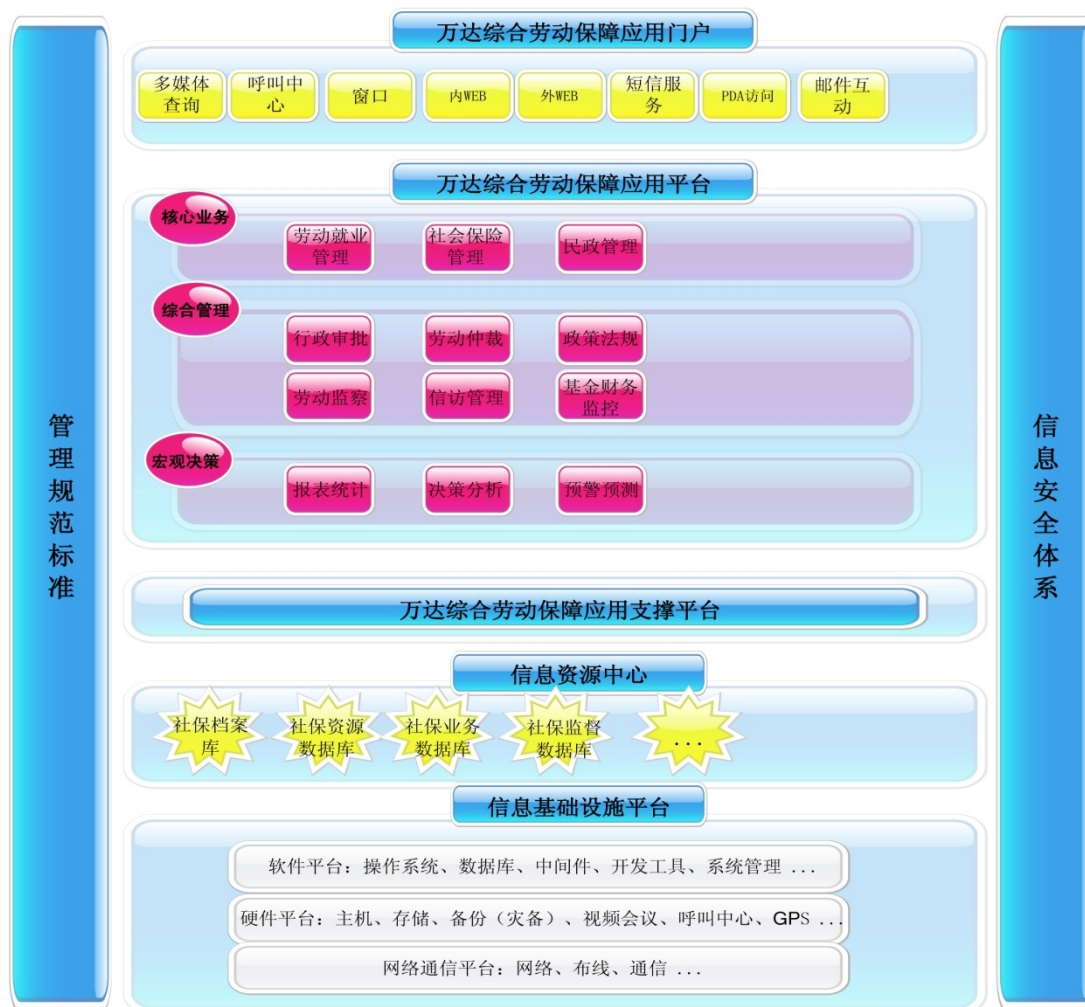 万达综合劳动保障应用门户
多媒体
查询
呼叫中
心
窗口
内WEB
外WEB
短信服
务
PDA访问
邮件互
动
万达综合劳动保障应用平台
核心业务
劳动就业
管理
社会保险
管理
民政管理
综合管理
行政审批
劳动仲裁
政策法规
劳动监察
信访管理
基金财务
监控
宏观决策
报表统计
决策分析
预警预测
管理规范标准
信息安全体系
万达综合劳动保障应用支撑平台
信息资源中心
社保档案
库
社保资源
数据库
社保业务
数据库
社保监督
数据库
...
信息基础设施平台
软件平台：操作系统、数据库、中间件、开发工具、系统管理 ...
硬件平台：主机、存储、备份（灾备）、视频会议、呼叫中心、GPS ...
网络通信平台：网络、布线、通信 ...